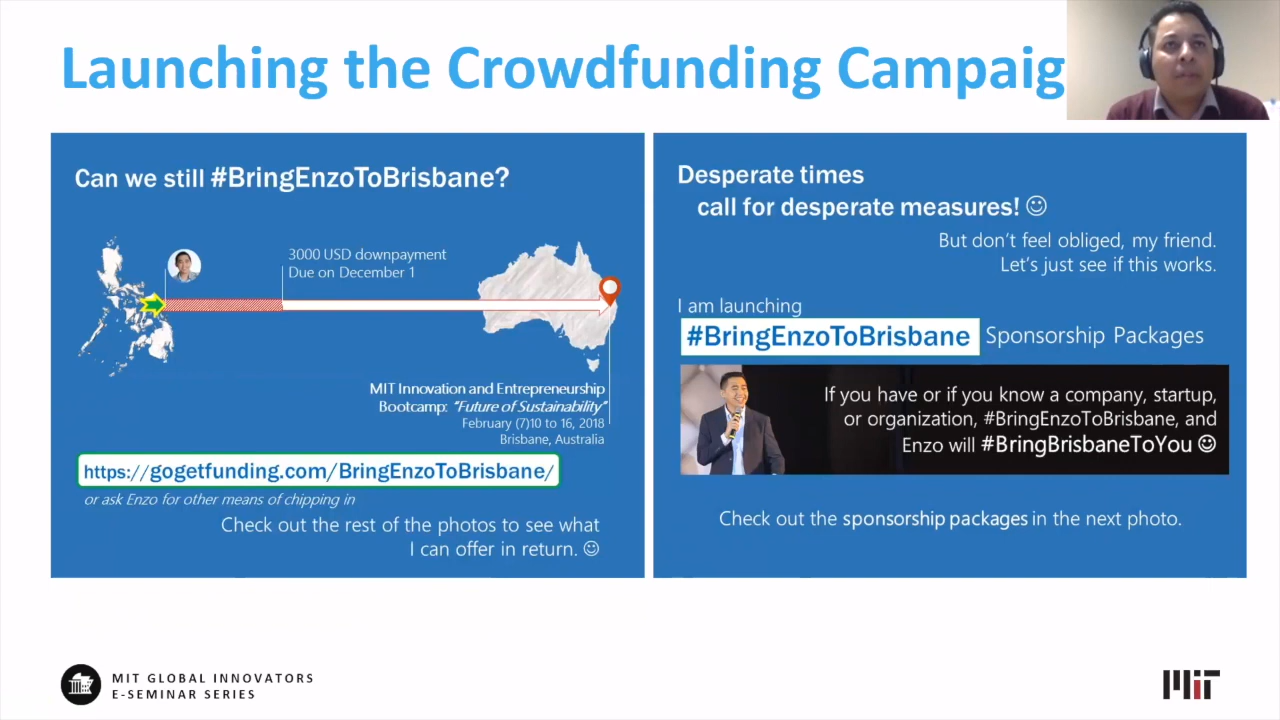 Launching the Crowdfunding Campaig
Can we still #BringEnzoToBrisbane?
3000 USD downpayment
Due on December 1
MIT Innovation and Entrepreneurship
Bootcamp: “Future of Sustainability”
February (7)10 to 16, 2018
Brisbane, Australia
https://gogetfunding.com/BringEnzoToBrisbane/
or ask Enzo for other means of chipping in
Check out the rest of the photos to see what
I can offer in return. ☺
Desperate times
call for desperate measures! ☺
But don’t feel obliged, my friend.
Let’s just see if this works.
I am launching
#BringEnzoToBrisbane Sponsorship Packages
If you have or if you know a company, startup,
or organization, #BringEnzoToBrisbane, and
Enzo will #BringBrisbaneToYou ☺
Check out the sponsorship packages in the next photo.
MIT GLOBAL INNOVATORS
E-SEMINAR SERIES
MIT